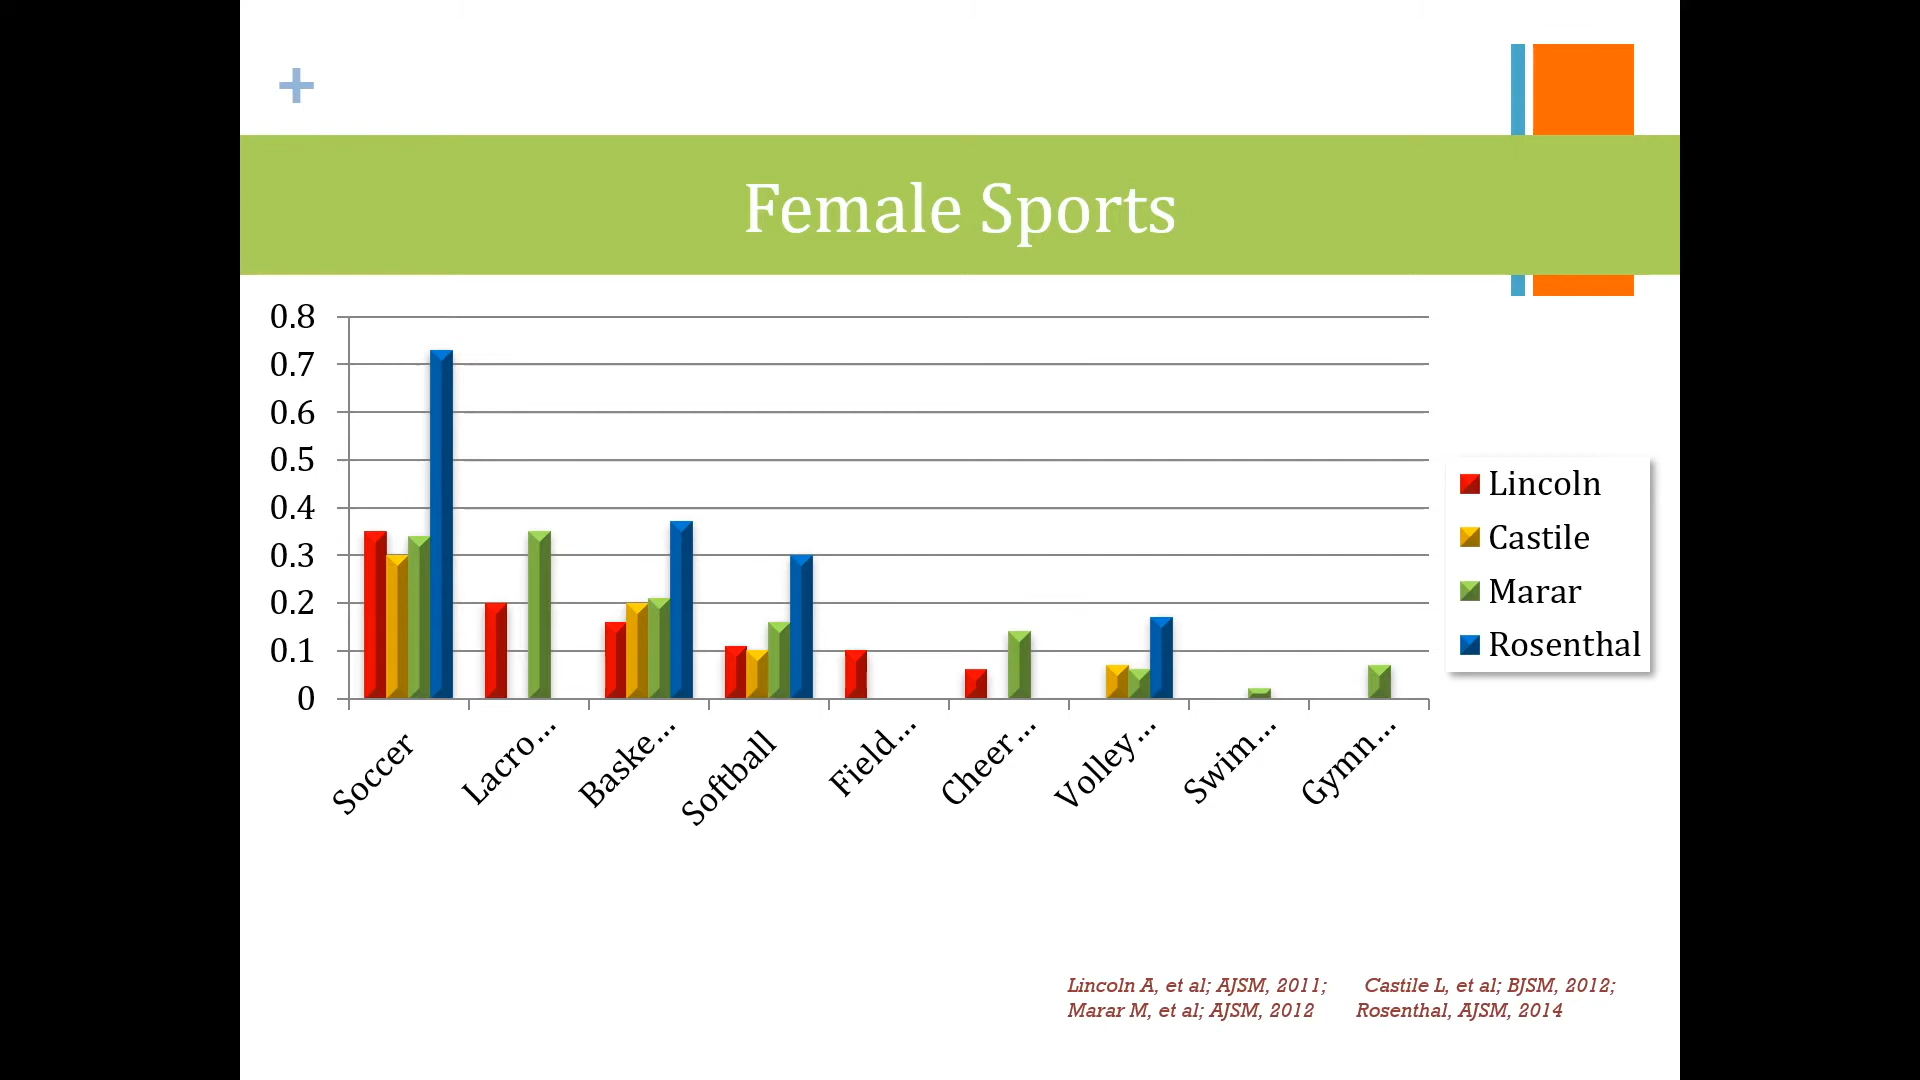 +
Female Sports
0.8
0.7
0.6
0.5
0.4
0.3
0.2
0.1
0
Soccer
Lacro...
Baske...
Softball
Field...
Cheer...
Volley...
Swim...
Gymn...
Lincoln
Castile
Marar
Rosenthal
Lincoln A, et al; AJSM, 2011; Castile L, et al; BJSM, 2012;
Marar M, et al; AJSM, 2012 Rosenthal, AJSM, 2014